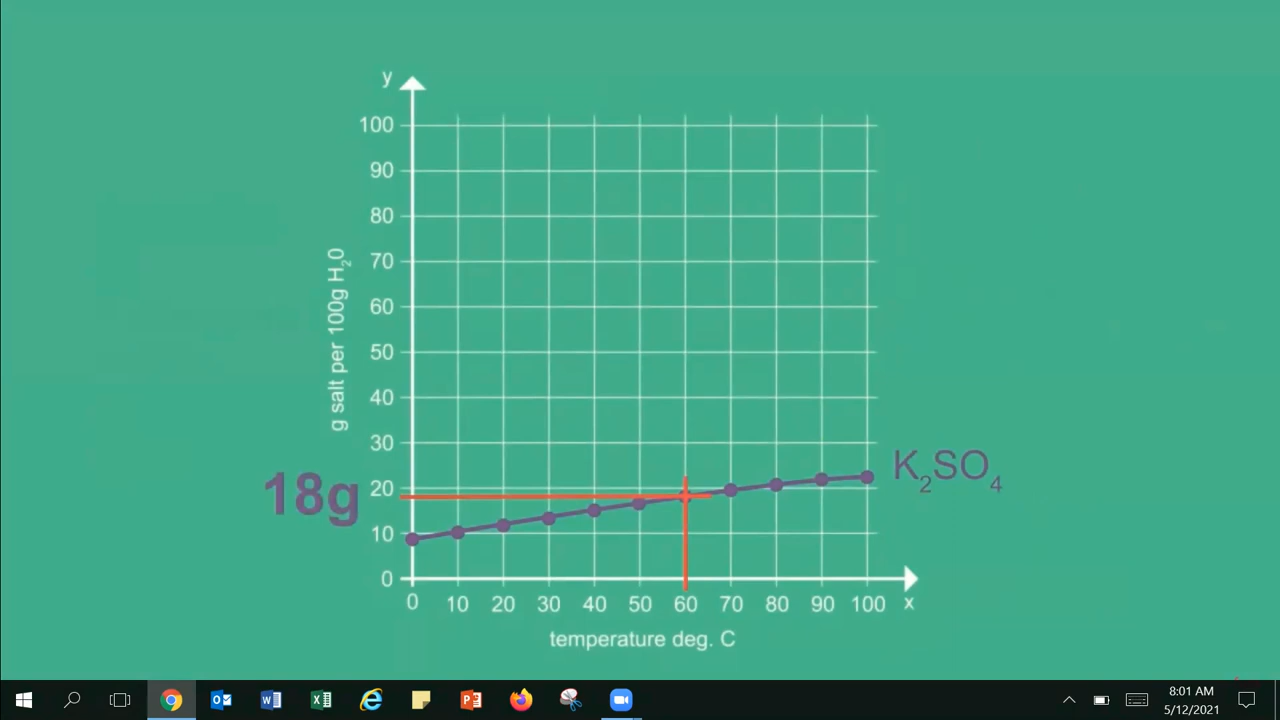 y
100
90
80
70
60
50
40
30
20
10
0
g salt per 100g H₂0
18g
K₂SO₄
0 10 20 30 40 50 60 70 80 90 100 x
temperature deg. C
8:01 AM
5/12/2021